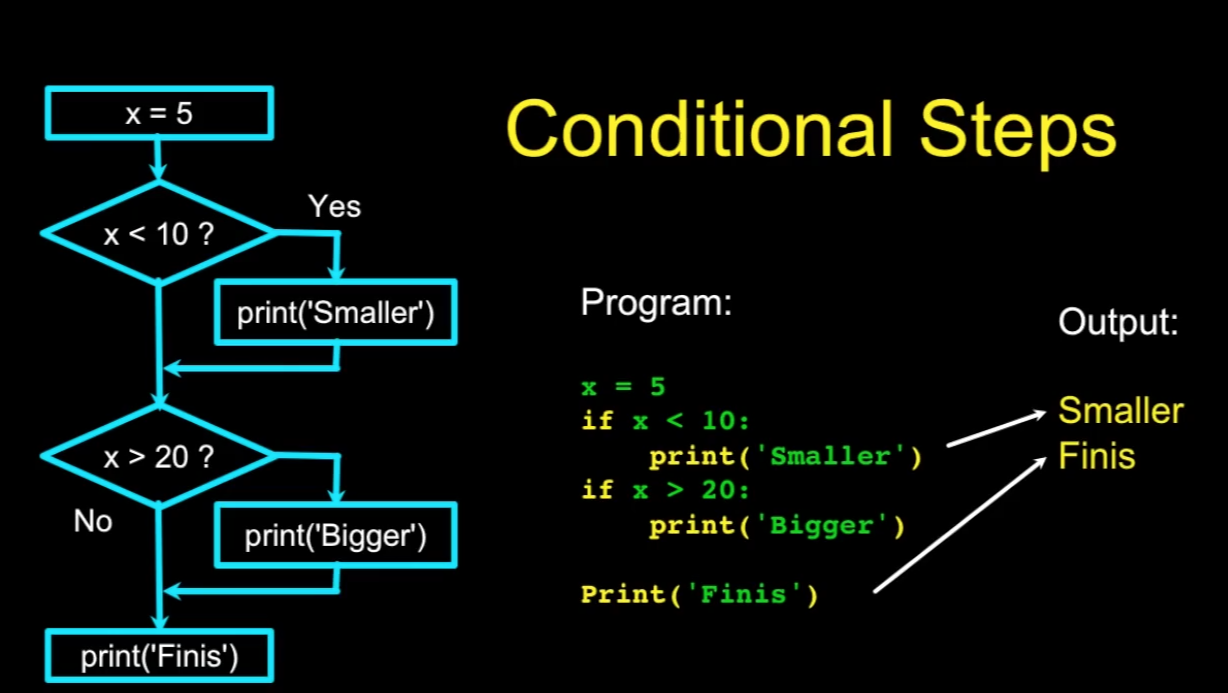 Conditional Steps
x = 5
x < 10 ?
Yes
print('Smaller')
x > 20 ?
No
print('Bigger')
print('Finis')
Program:
x = 5
if x < 10:
    print('Smaller')
if x > 20:
    print('Bigger')
Print('Finis')
Output:
Smaller
Finis